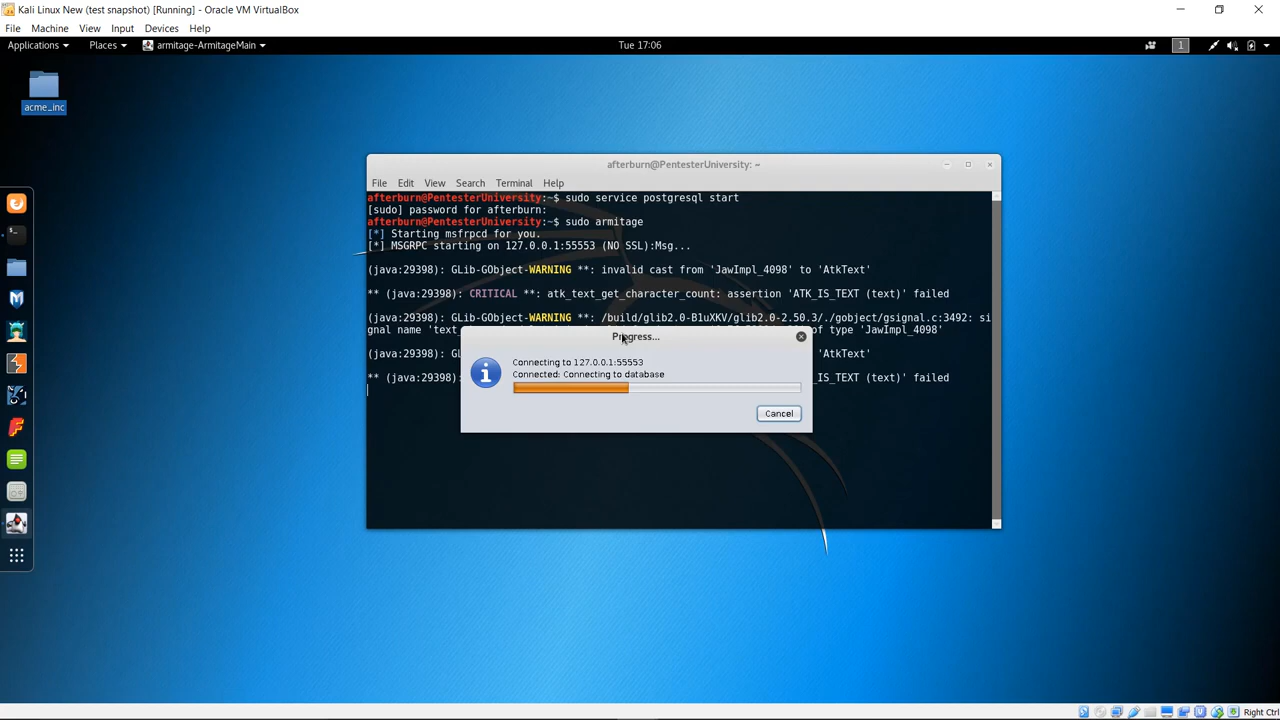 Kali Linux New (test snapshot) [Running] - Oracle VM VirtualBox
File Machine View Input Devices Help
Applications Places armitage-ArmitageMain Tue 17:06 1
acme_inc
afterburn@PentesterUniversity: ~
File Edit View Search Terminal Help
afterburn@PentesterUniversity:~$ sudo service postgresql start
[sudo] password for afterburn:
afterburn@PentesterUniversity:~$ sudo armitage
[*] Starting msfrpcd for you.
[*] MSGRPC starting on 127.0.0.1:55553 (NO SSL):Msg...
(java:29398): GLib-GObject-WARNING **: invalid cast from 'JawImpl_4098' to 'AtkText'
** (java:29398): CRITICAL **: atk_text_get_character_count: assertion 'ATK_IS_TEXT (text)' failed
(java:29398): GLib-GObject-WARNING **: /build/glib2.0-B1uXKV/glib2.0-2.50.3/./gobject/gsignal.c:3492: si
gnal name 'text_ of type 'JawImpl_4098'
(java:29398): GL 'AtkText'
** (java:29398): _IS_TEXT (text)' failed
Progress...
Connecting to 127.0.0.1:55553
Connected: Connecting to database
Cancel
Right Ctrl